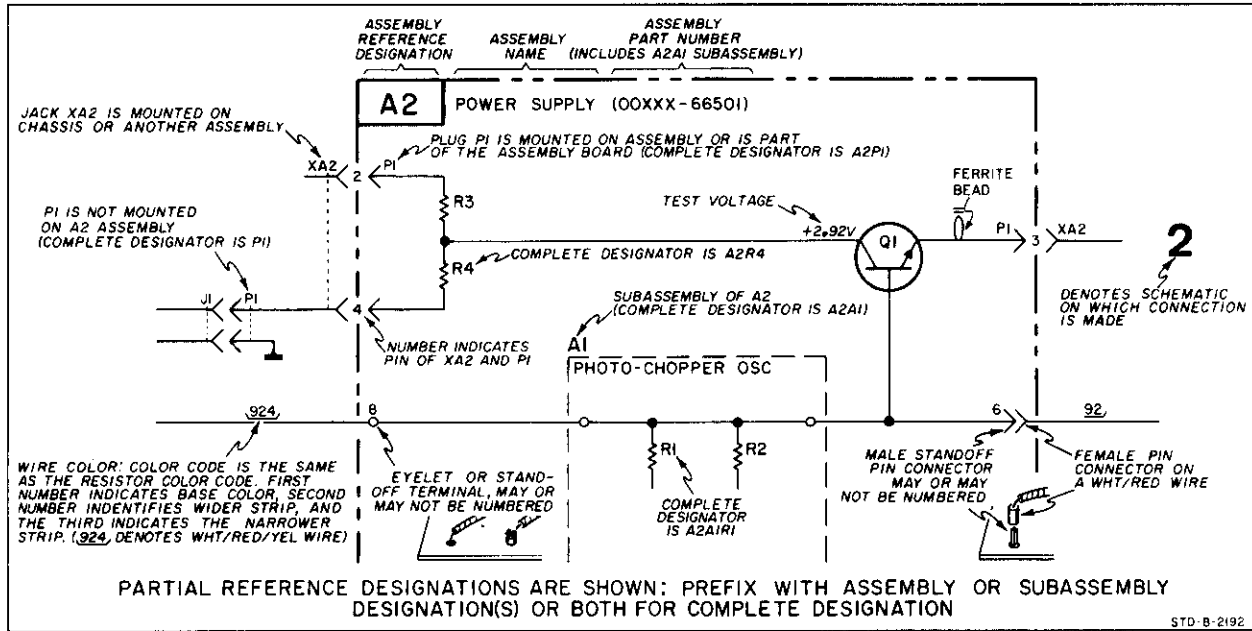 ASSEMBLY
REFERENCE
DESIGNATION
ASSEMBLY
NAME
ASSEMBLY
PART NUMBER
(INCLUDES A2A1 SUBASSEMBLY)
A2
POWER SUPPLY (00XXX-66501)
JACK XA2 IS MOUNTED ON
CHASSIS OR ANOTHER ASSEMBLY
XA2
2
P1
PLUG P1 IS MOUNTED ON ASSEMBLY OR IS PART
OF THE ASSEMBLY BOARD (COMPLETE DESIGNATOR IS A2P1)
R3
P1 IS NOT MOUNTED
ON A2 ASSEMBLY
(COMPLETE DESIGNATOR IS P1)
TEST VOLTAGE
+2.92V
Q1
FERRITE
BEAD
P1
3
XA2
2
DENOTES SCHEMATIC
ON WHICH CONNECTION
IS MADE
R4
COMPLETE DESIGNATOR IS A2R4
J1
P1
4
NUMBER INDICATES
PIN OF XA2 AND P1
SUBASSEMBLY OF A2
(COMPLETE DESIGNATOR IS A2A1)
A1
PHOTO-CHOPPER OSC
924
8
6
92
R1
R2
WIRE COLOR: COLOR CODE IS THE SAME
AS THE RESISTOR COLOR CODE. FIRST
NUMBER INDICATES BASE COLOR, SECOND
NUMBER INDENTIFIES WIDER STRIP, AND
THE THIRD INDICATES THE NARROWER
STRIP. (924, DENOTES WHT/RED/YEL WIRE)
EYELET OR STAND-
OFF TERMINAL, MAY OR
MAY NOT BE NUMBERED
COMPLETE
DESIGNATOR
IS A2A1R1
MALE STANDOFF
PIN CONNECTOR
MAY OR MAY
NOT BE NUMBERED
FEMALE PIN
CONNECTOR ON
A WHT/RED WIRE
PARTIAL REFERENCE DESIGNATIONS ARE SHOWN: PREFIX WITH ASSEMBLY OR SUBASSEMBLY
DESIGNATION(S) OR BOTH FOR COMPLETE DESIGNATION
STD-B-2192